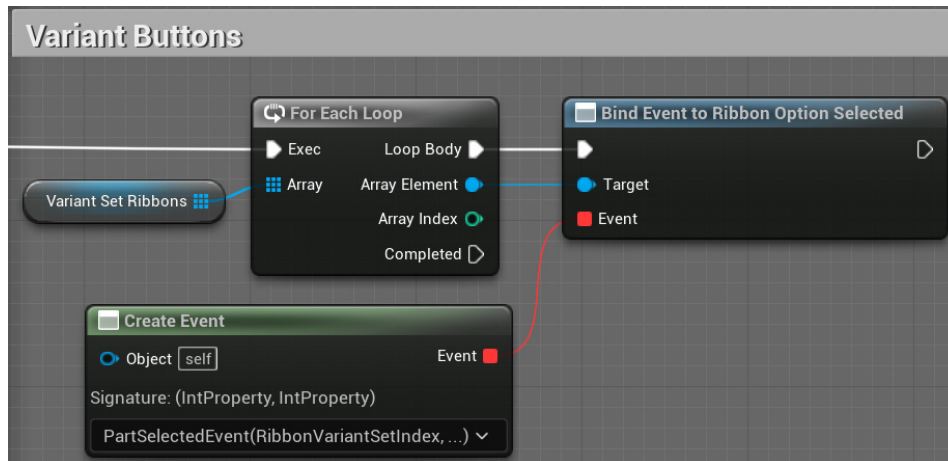 Variant Buttons
For Each Loop
Exec
Loop Body
Array
Array Element
Array Index
Completed
Bind Event to Ribbon Option Selected
Target
Event
Variant Set Ribbons
Create Event
Object self
Event
Signature: (IntProperty, IntProperty)
PartSelectedEvent(RibbonVariantSetIndex, ...)